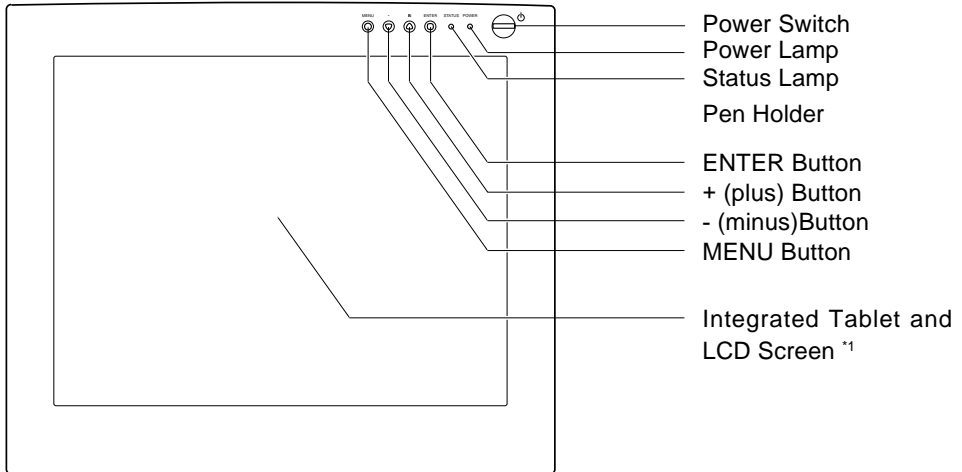 MENU - ENTER STATUS POWER
Power Switch
Power Lamp
Status Lamp
Pen Holder
ENTER Button
+ (plus) Button
- (minus)Button
MENU Button
Integrated Tablet and
LCD Screen *1